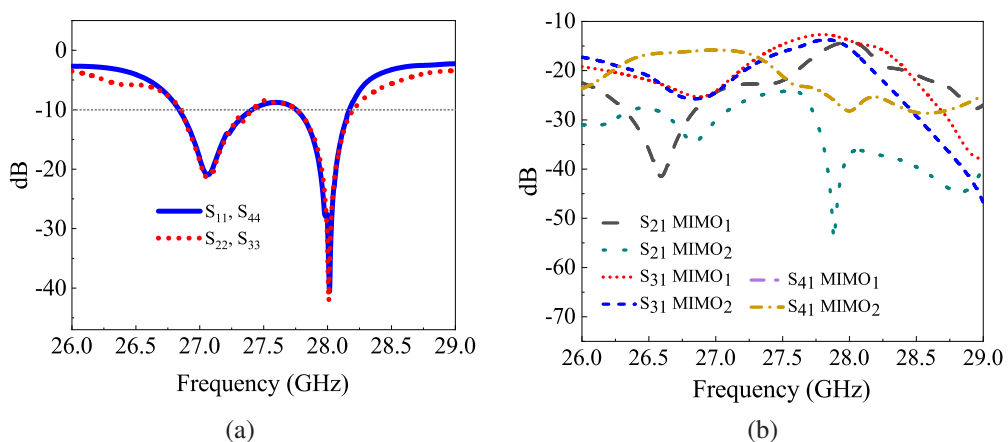 0
-10
-20
-30
-40
dB
S11, S44
S22, S33
26.0 26.5 27.0 27.5 28.0 28.5 29.0
Frequency (GHz)
(a)
-10
-20
-30
-40
-50
-60
-70
dB
S21 MIMO1
S21 MIMO2
S31 MIMO1
S31 MIMO2
S41 MIMO1
S41 MIMO2
26.0 26.5 27.0 27.5 28.0 28.5 29.0
Frequency (GHz)
(b)